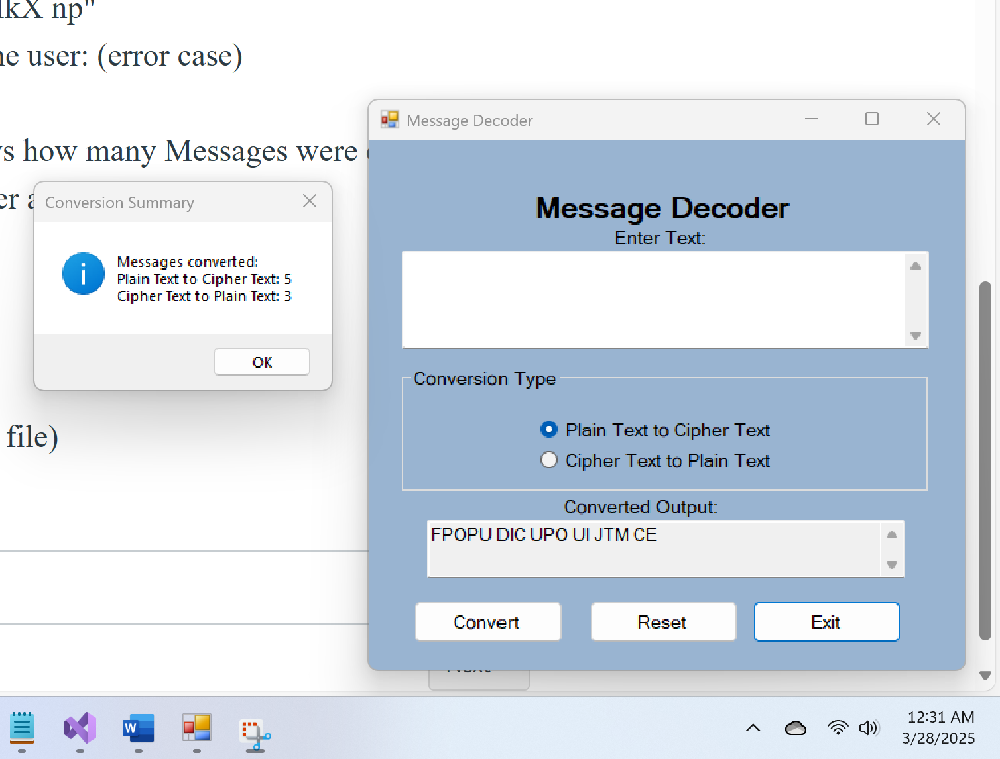 lkX np"
ne user: (error case)
Message Decoder
s how many Messages were
er a
Conversion Summary
Message Decoder
Enter Text:
Messages converted:
Plain Text to Cipher Text: 5
Cipher Text to Plain Text: 3
OK
Conversion Type
Plain Text to Cipher Text
file)
Cipher Text to Plain Text
Converted Output:
FPOPU DIC UPO UI JTM CE
Convert Reset Exit
Next
W
12:31 AM
3/28/2025